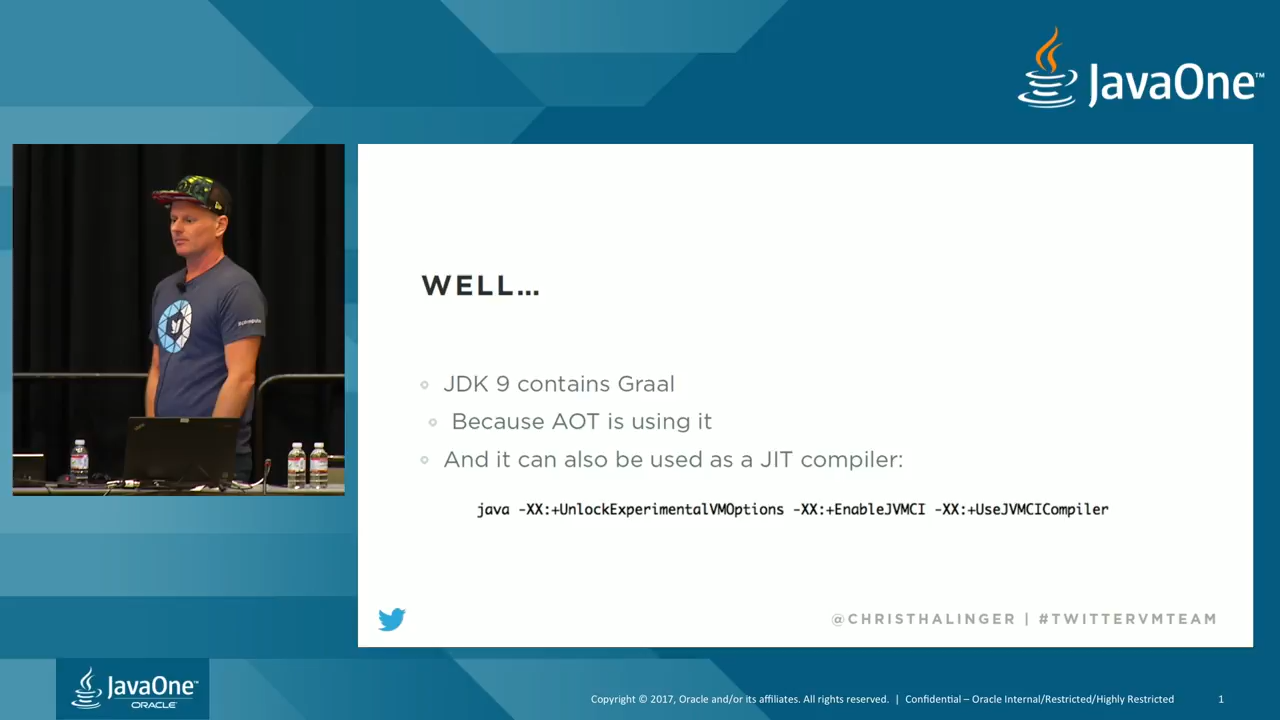 JavaOne™
WELL...
JDK 9 contains Graal
Because AOT is using it
And it can also be used as a JIT compiler:
java -XX:+UnlockExperimentalVMOptions -XX:+EnableJVMCI -XX:+UseJVMCICompiler
@CHRISTHALINGER | #TWITTERVMTEAM
JavaOne™
ORACLE
Copyright © 2017, Oracle and/or its affiliates. All rights reserved. | Confidential – Oracle Internal/Restricted/Highly Restricted 1